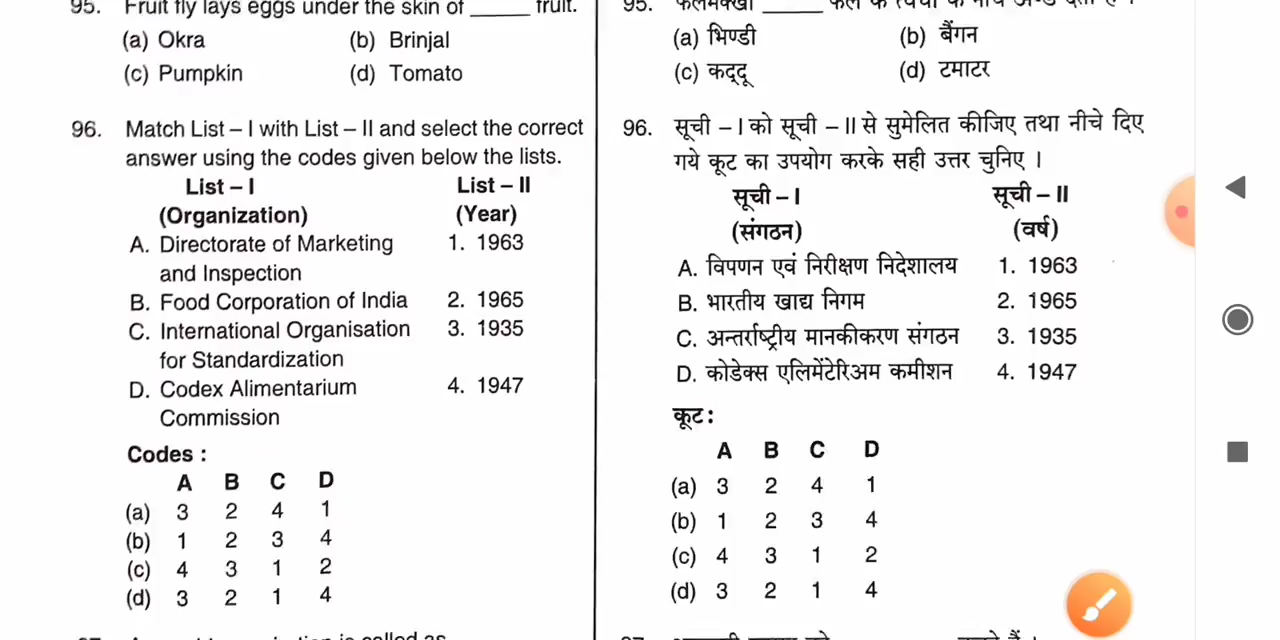 95. Fruit fly lays eggs under the skin of _____ fruit.
(a) Okra (b) Brinjal
(c) Pumpkin (d) Tomato
96. Match List – I with List – II and select the correct
answer using the codes given below the lists.
List – I List – II
(Organization) (Year)
A. Directorate of Marketing 1. 1963
and Inspection
B. Food Corporation of India 2. 1965
C. International Organisation 3. 1935
for Standardization
D. Codex Alimentarium 4. 1947
Commission
Codes :
A B C D
(a) 3 2 4 1
(b) 1 2 3 4
(c) 4 3 1 2
(d) 3 2 1 4
95. फलमक्खी _____ फल के त्वचा के नीचे अण्डे देती है ।
(a) भिण्डी (b) बैंगन
(c) कद्दू (d) टमाटर
96. सूची – I को सूची – II से सुमेलित कीजिए तथा नीचे दिए
गये कूट का उपयोग करके सही उत्तर चुनिए ।
सूची – I सूची – II
(संगठन) (वर्ष)
A. विपणन एवं निरीक्षण निदेशालय 1. 1963
B. भारतीय खाद्य निगम 2. 1965
C. अन्तर्राष्ट्रीय मानकीकरण संगठन 3. 1935
D. कोडेक्स एलिमेंटेरिअम कमीशन 4. 1947
कूट :
A B C D
(a) 3 2 4 1
(b) 1 2 3 4
(c) 4 3 1 2
(d) 3 2 1 4